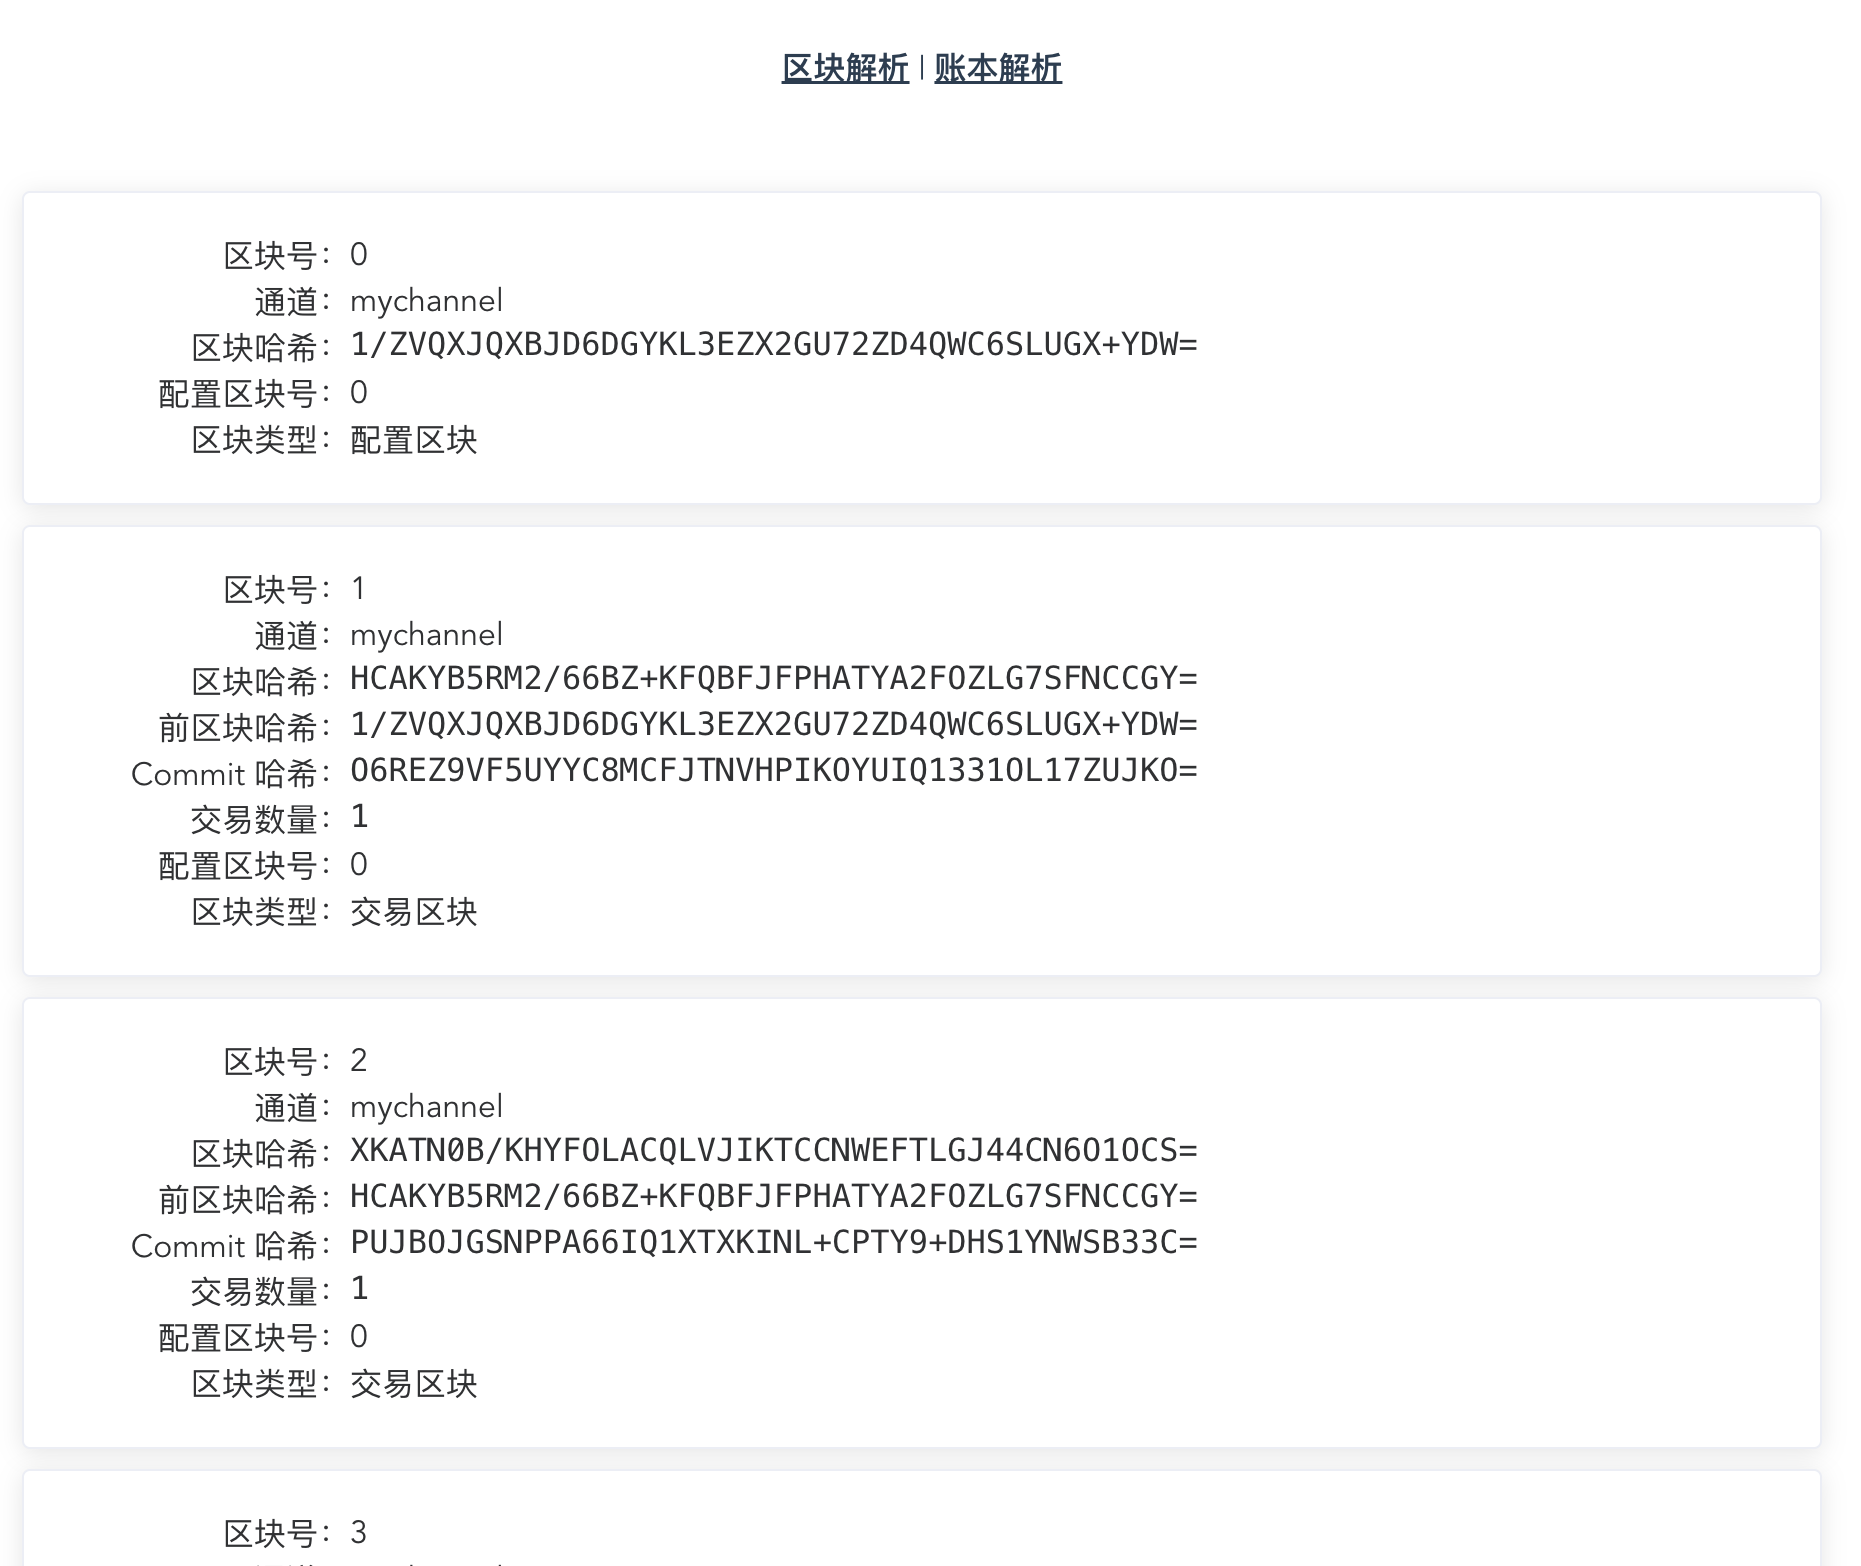 区块解析 | 账本解析
区块号： 0
通道： mychannel
区块哈希： 1/ZVQXJQXBJD6DGYKL3EZX2GU72ZD4QWC6SLUGX+YDW=
配置区块号： 0
区块类型： 配置区块
区块号： 1
通道： mychannel
区块哈希： HCAKYB5RM2/66BZ+KFQBFJFPHATYA2FOZLG7SFNCCGY=
前区块哈希： 1/ZVQXJQXBJD6DGYKL3EZX2GU72ZD4QWC6SLUGX+YDW=
Commit 哈希： O6REZ9VF5UYYC8MCFJTNVHPIKOYUIQ1331OL17ZUJKO=
交易数量： 1
配置区块号： 0
区块类型： 交易区块
区块号： 2
通道： mychannel
区块哈希： XKATN0B/KHYFOLACQLVJIKTCCNWEFTLGJ44CN6O1OCS=
前区块哈希： HCAKYB5RM2/66BZ+KFQBFJFPHATYA2FOZLG7SFNCCGY=
Commit 哈希： PUJBOJGSNPPA66IQ1XTXKINL+CPTY9+DHS1YNWSB33C=
交易数量： 1
配置区块号： 0
区块类型： 交易区块
区块号： 3